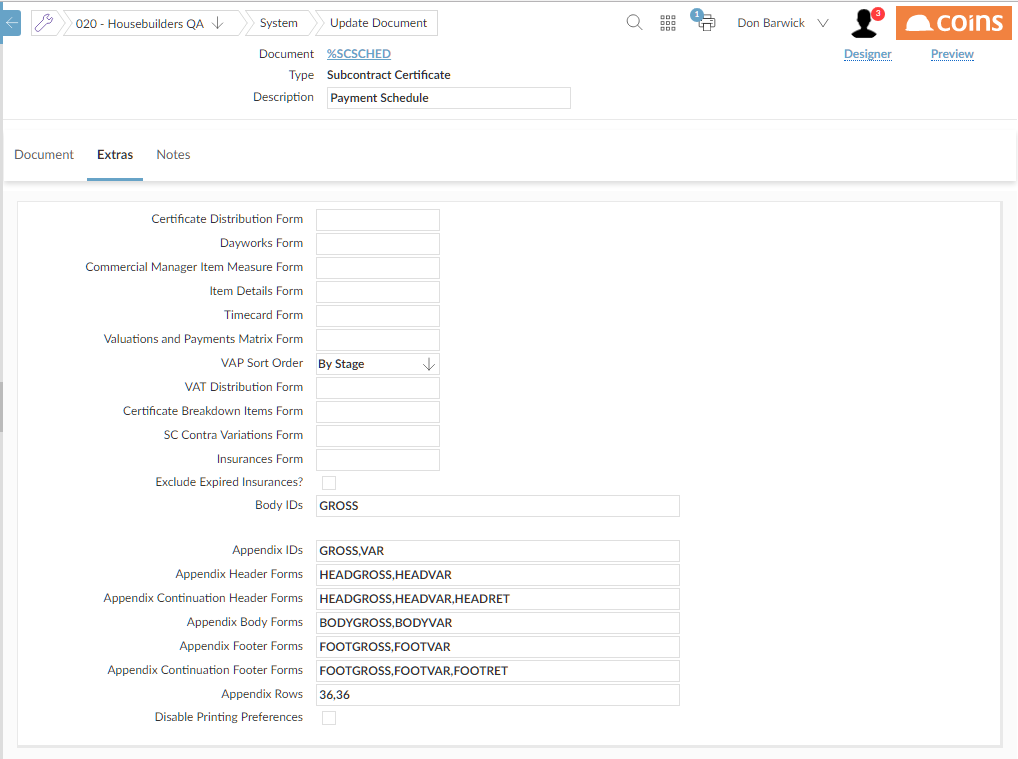 020 - Housebuilders QA System Update Document 1 Don Barwick 3 coins
Document %SCSCHED Designer Preview
Type Subcontract Certificate
Description Payment Schedule
Document Extras Notes
Certificate Distribution Form
Dayworks Form
Commercial Manager Item Measure Form
Item Details Form
Timecard Form
Valuations and Payments Matrix Form
VAP Sort Order By Stage
VAT Distribution Form
Certificate Breakdown Items Form
SC Contra Variations Form
Insurances Form
Exclude Expired Insurances?
Body IDs GROSS
Appendix IDs GROSS,VAR
Appendix Header Forms HEADGROSS,HEADVAR
Appendix Continuation Header Forms HEADGROSS,HEADVAR,HEADRET
Appendix Body Forms BODYGROSS,BODYVAR
Appendix Footer Forms FOOTGROSS,FOOTVAR
Appendix Continuation Footer Forms FOOTGROSS,FOOTVAR,FOOTRET
Appendix Rows 36,36
Disable Printing Preferences